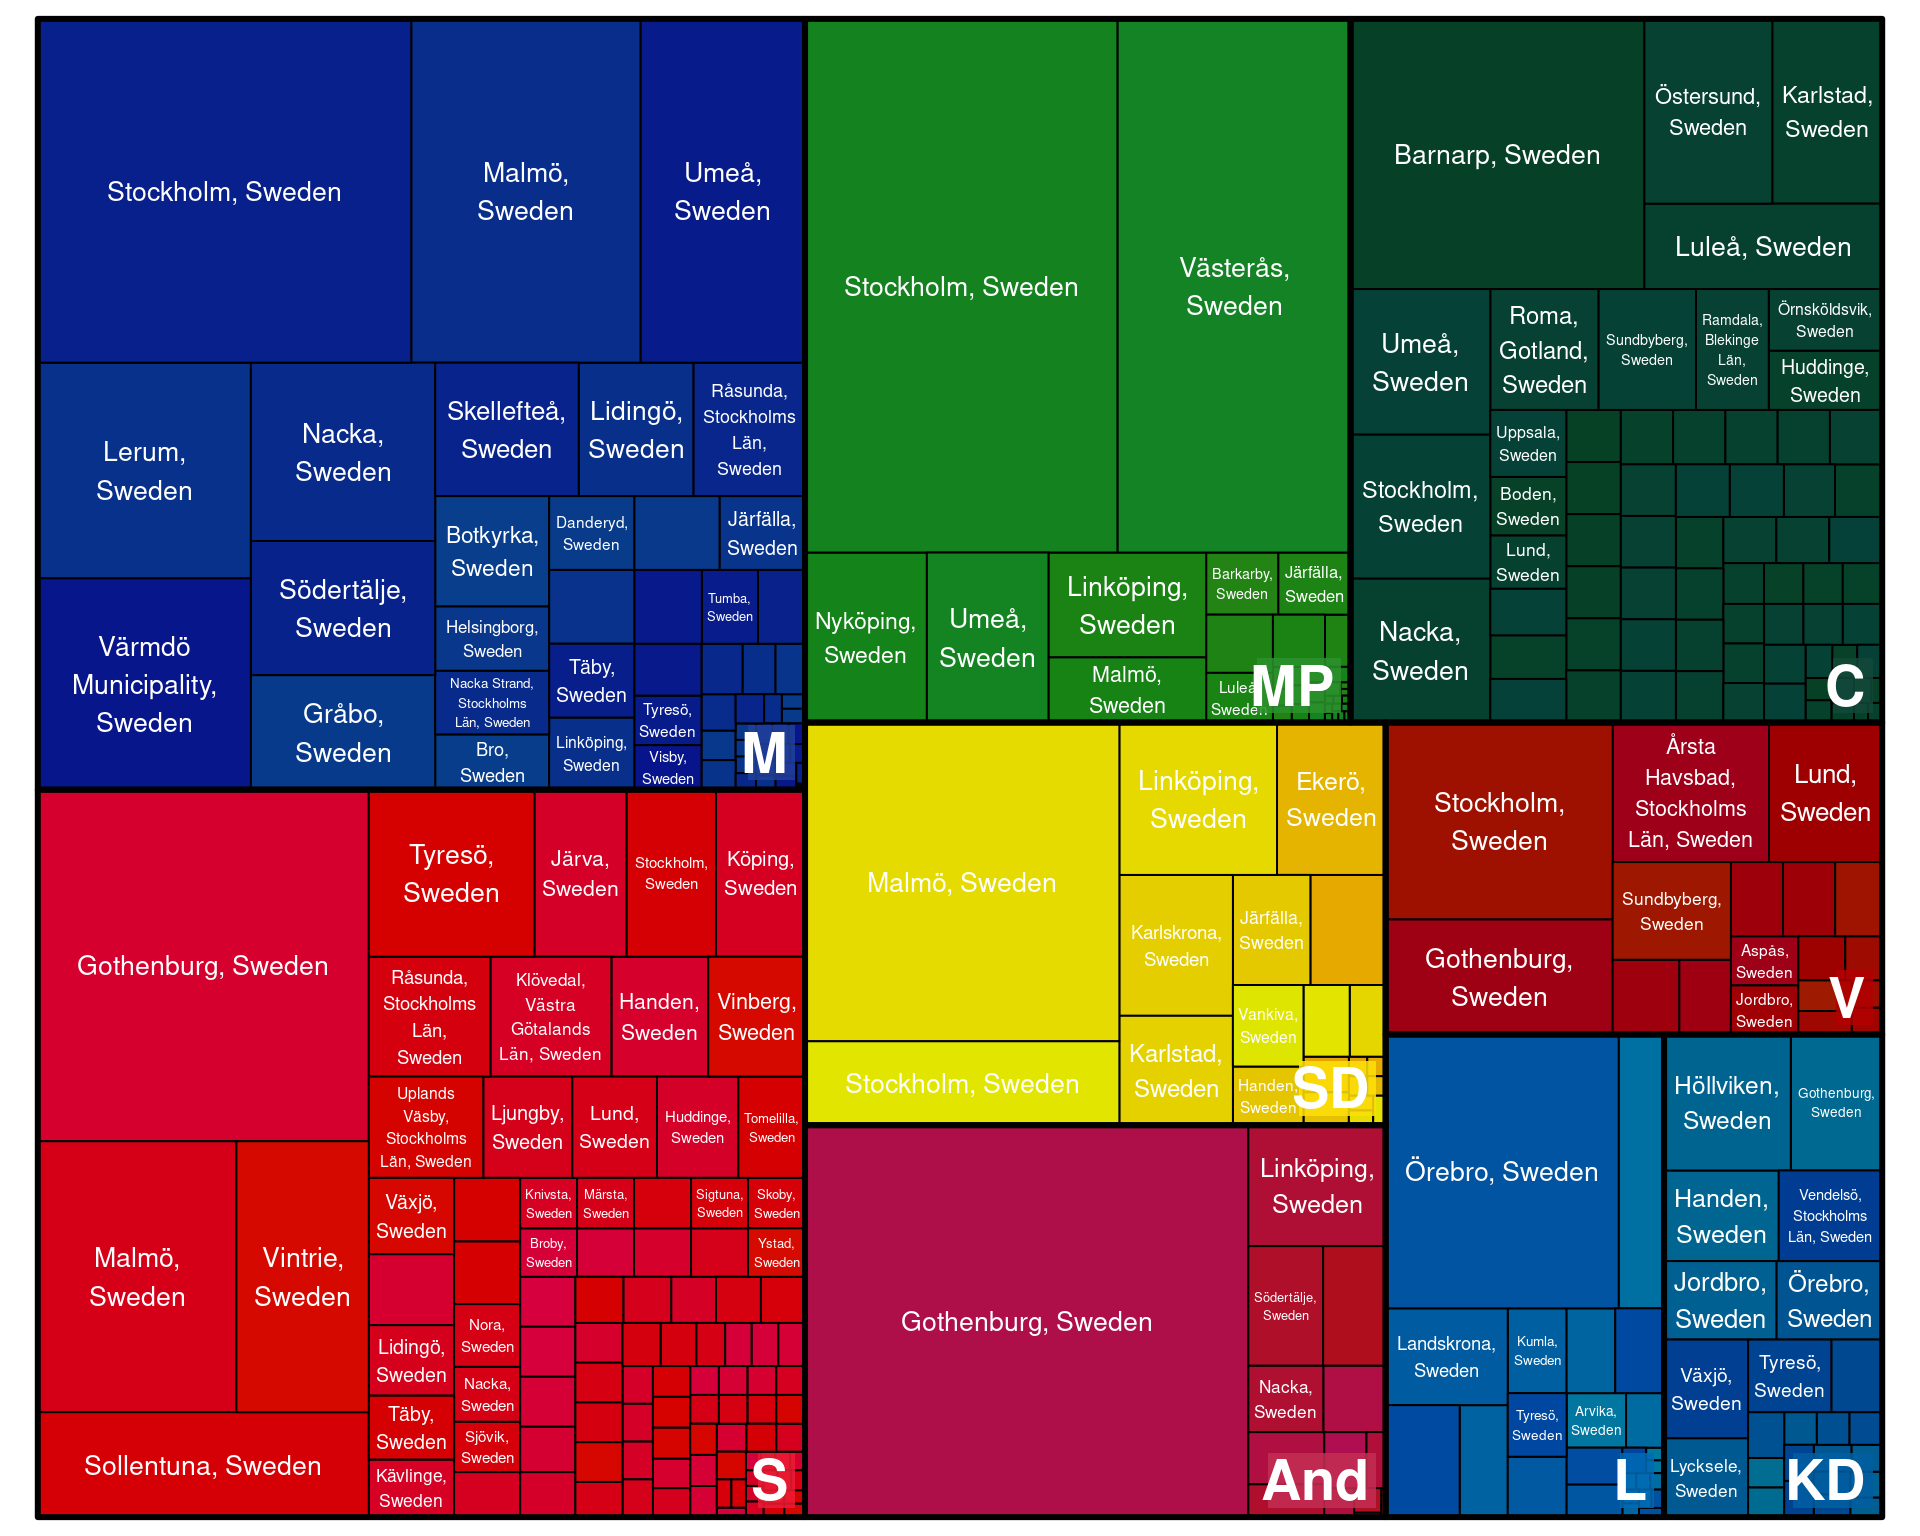 Stockholm, Sweden
Malmö,
Sweden
Umeå,
Sweden
Lerum,
Sweden
Nacka,
Sweden
Skellefteå,
Sweden
Lidingö,
Sweden
Råsunda,
Stockholms
Län,
Sweden
Värmdö
Municipality,
Sweden
Södertälje,
Sweden
Gråbo,
Sweden
Botkyrka,
Sweden
Danderyd,
Sweden
Järfälla,
Sweden
Helsingborg,
Sweden
Nacka Strand,
Stockholms
Län, Sweden
Bro,
Sweden
Tumba,
Sweden
Täby,
Sweden
Linköping,
Sweden
Tyresö,
Sweden
Visby,
Sweden
M
Stockholm, Sweden
Västerås,
Sweden
Nyköping,
Sweden
Umeå,
Sweden
Linköping,
Sweden
Malmö,
Sweden
Barkarby,
Sweden
Järfälla,
Sweden
Luleå,
Sweden
MP
Barnarp, Sweden
Östersund,
Sweden
Karlstad,
Sweden
Luleå, Sweden
Umeå,
Sweden
Stockholm,
Sweden
Nacka,
Sweden
Roma,
Gotland,
Sweden
Sundbyberg,
Sweden
Ramdala,
Blekinge
Län,
Sweden
Örnsköldsvik,
Sweden
Huddinge,
Sweden
Uppsala,
Sweden
Boden,
Sweden
Lund,
Sweden
C
Gothenburg, Sweden
Malmö,
Sweden
Vintrie,
Sweden
Sollentuna, Sweden
Tyresö,
Sweden
Järva,
Sweden
Stockholm,
Sweden
Köping,
Sweden
Råsunda,
Stockholms
Län,
Sweden
Klövedal,
Västra
Götalands
Län, Sweden
Handen,
Sweden
Vinberg,
Sweden
Uplands
Väsby,
Stockholms
Län, Sweden
Ljungby,
Sweden
Lund,
Sweden
Huddinge,
Sweden
Tomelilla,
Sweden
Växjö,
Sweden
Lidingö,
Sweden
Täby,
Sweden
Kävlinge,
Sweden
Nora,
Sweden
Nacka,
Sweden
Sjövik,
Sweden
Knivsta,
Sweden
Märsta,
Sweden
Sigtuna,
Sweden
Skoby,
Sweden
Broby,
Sweden
Ystad,
Sweden
S
Malmö, Sweden
Stockholm, Sweden
Linköping,
Sweden
Ekerö,
Sweden
Karlskrona,
Sweden
Järfälla,
Sweden
Karlstad,
Sweden
Vankiva,
Sweden
Handen,
Sweden
SD
Gothenburg, Sweden
Linköping,
Sweden
Södertälje,
Sweden
Nacka,
Sweden
And
Stockholm,
Sweden
Gothenburg,
Sweden
Årsta
Havsbad,
Stockholms
Län, Sweden
Lund,
Sweden
Sundbyberg,
Sweden
Aspås,
Sweden
Jordbro,
Sweden
V
Örebro, Sweden
Landskrona,
Sweden
Kumla,
Sweden
Tyresö,
Sweden
Arvika,
Sweden
L
Höllviken,
Sweden
Gothenburg,
Sweden
Handen,
Sweden
Vendelsö,
Stockholms
Län, Sweden
Jordbro,
Sweden
Örebro,
Sweden
Växjö,
Sweden
Tyresö,
Sweden
Lycksele,
Sweden
KD